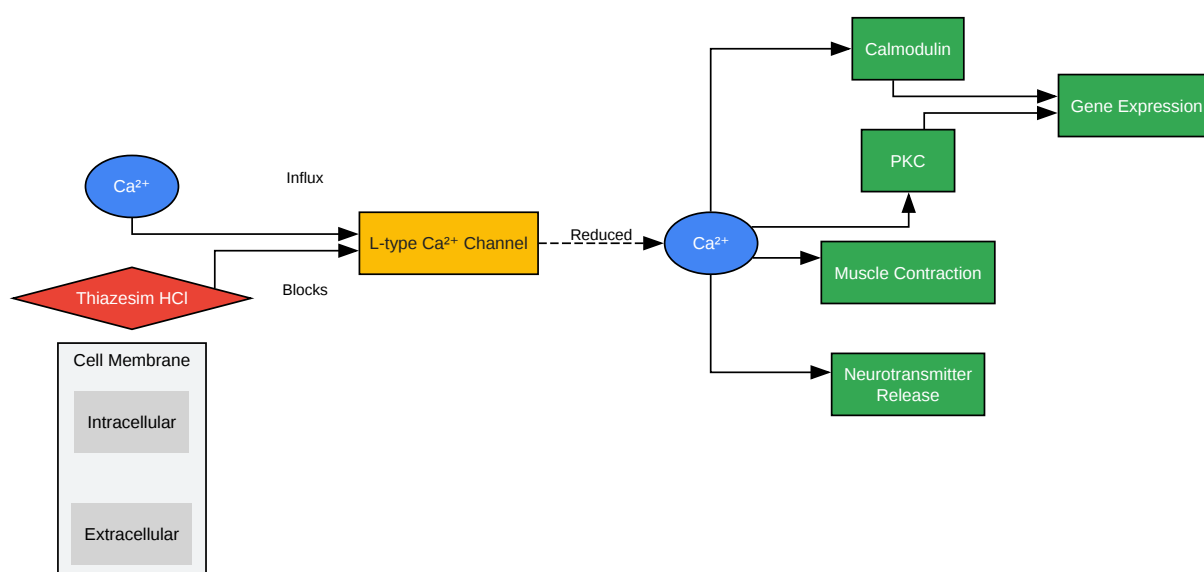 Calmodulin
Gene Expression
PKC
Ca²⁺
Influx
L-type Ca²⁺ Channel
Reduced
Ca²⁺
Muscle Contraction
Thiazesim HCl
Blocks
Cell Membrane
Intracellular
Extracellular
Neurotransmitter
Release